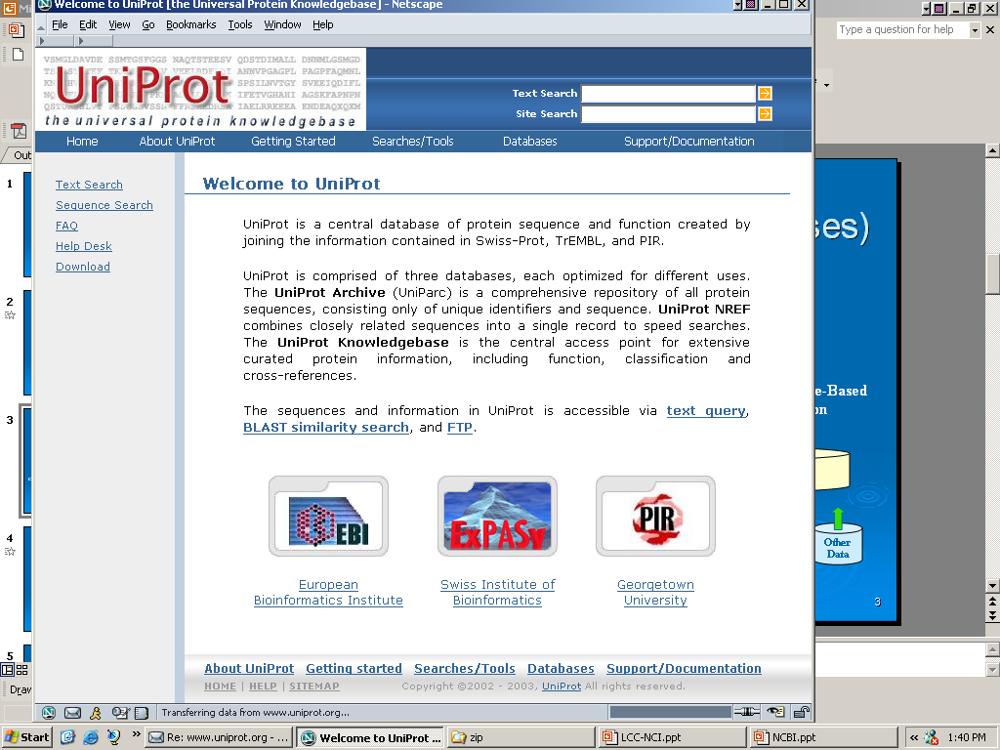 Welcome to UniProt [the Universal Protein Knowledgebase] - Netscape
File Edit View Go Bookmarks Tools Window Help
Type a question for help
UniProt
the universal protein knowledgebase
Text Search
Site Search
Home About UniProt Getting Started Searches/Tools Databases Support/Documentation
Out
Text Search
Sequence Search
FAQ
Help Desk
Download
Welcome to UniProt
UniProt is a central database of protein sequence and function created by
joining the information contained in Swiss-Prot, TrEMBL, and PIR.
UniProt is comprised of three databases, each optimized for different uses.
The UniProt Archive (UniParc) is a comprehensive repository of all protein
sequences, consisting only of unique identifiers and sequence. UniProt NREF
combines closely related sequences into a single record to speed searches.
The UniProt Knowledgebase is the central access point for extensive
curated protein information, including function, classification and
cross-references.
The sequences and information in UniProt is accessible via text query,
BLAST similarity search, and FTP.
EBI
ExPASy
PIR
European
Bioinformatics Institute
Swiss Institute of
Bioinformatics
Georgetown
University
About UniProt Getting started Searches/Tools Databases Support/Documentation
HOME | HELP | SITEMAP Copyright ©2002 - 2003, UniProt All rights reserved.
1
2
3
4
5
ses)
e-Based
on
Other
Data
3
Draw
Transferring data from www.uniprot.org...
Start
»
Re: www.uniprot.org - ...
Welcome to UniProt ...
zip
LCC-NCI.ppt
NCBI.ppt
«
1:40 PM